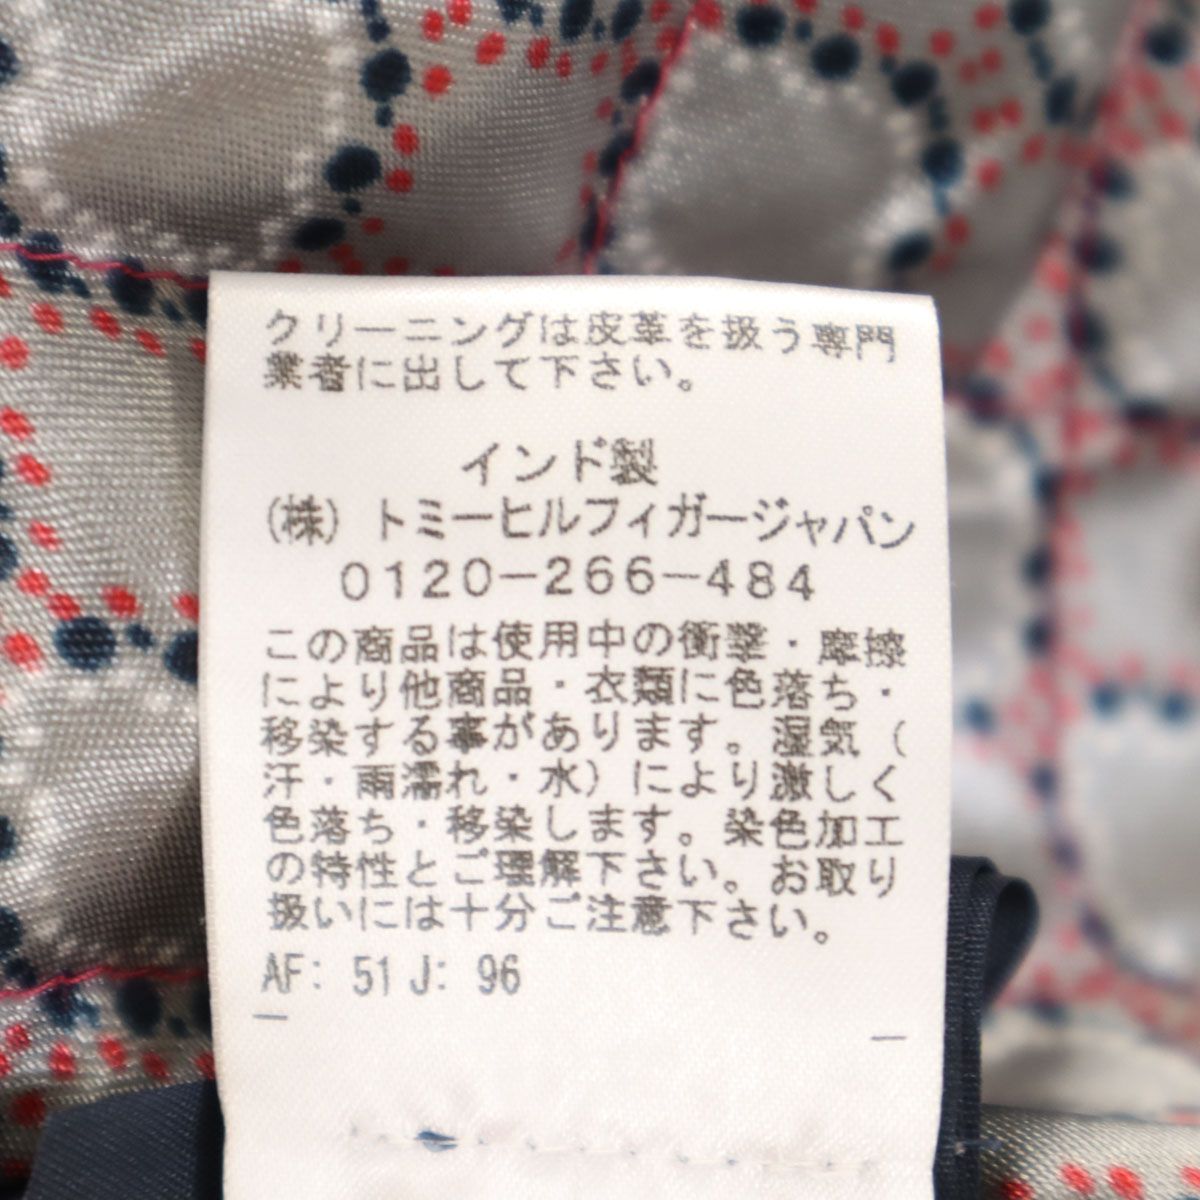 クリーニングは皮革を扱う専門
業者に出して下さい。
インド製
(株) トミーヒルフィガージャパン
0120-266-484
この商品は使用中の衝撃・摩擦
により他商品・衣類に色落ち・
移染する事があります。湿気(
汗・雨濡れ・水)により激しく
色落ち・移染します。染色加工
の特性とご理解下さい。お取り
扱いには十分ご注意下さい。
AF: 51 J: 96